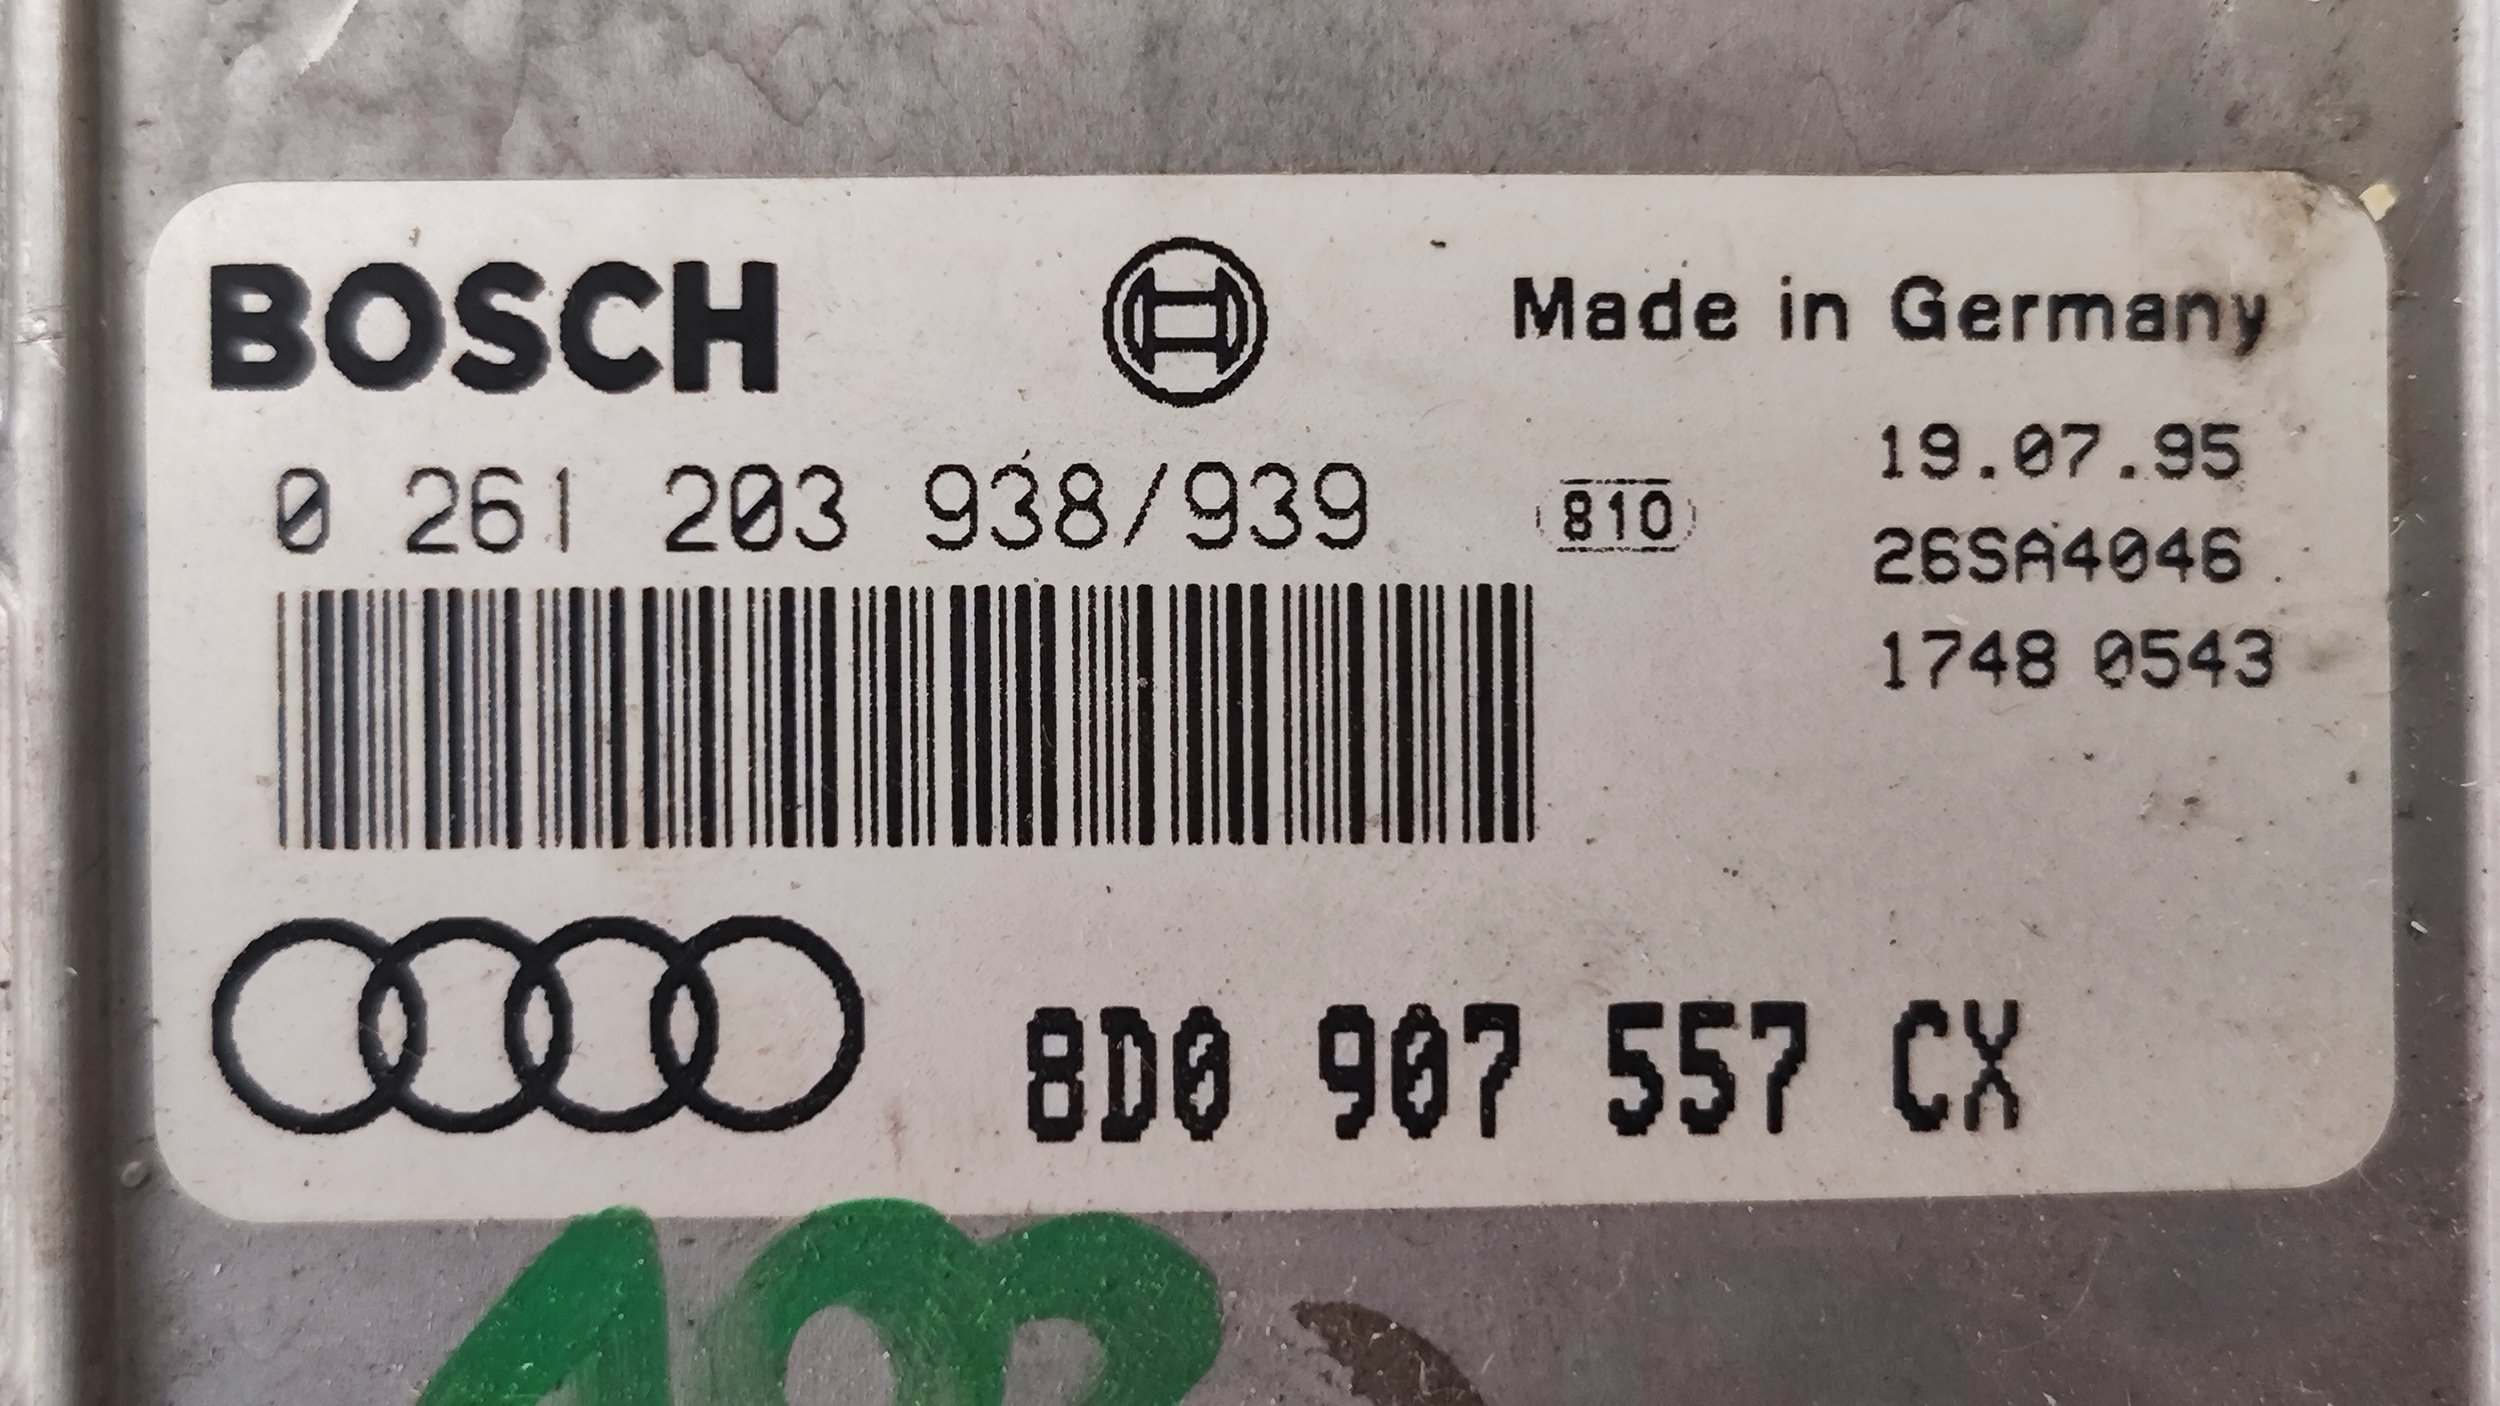 BOSCH
Made in Germany
0 261 203 938/939
810
19.07.95
26SA4046
1748 0543
8D0 907 557 CX